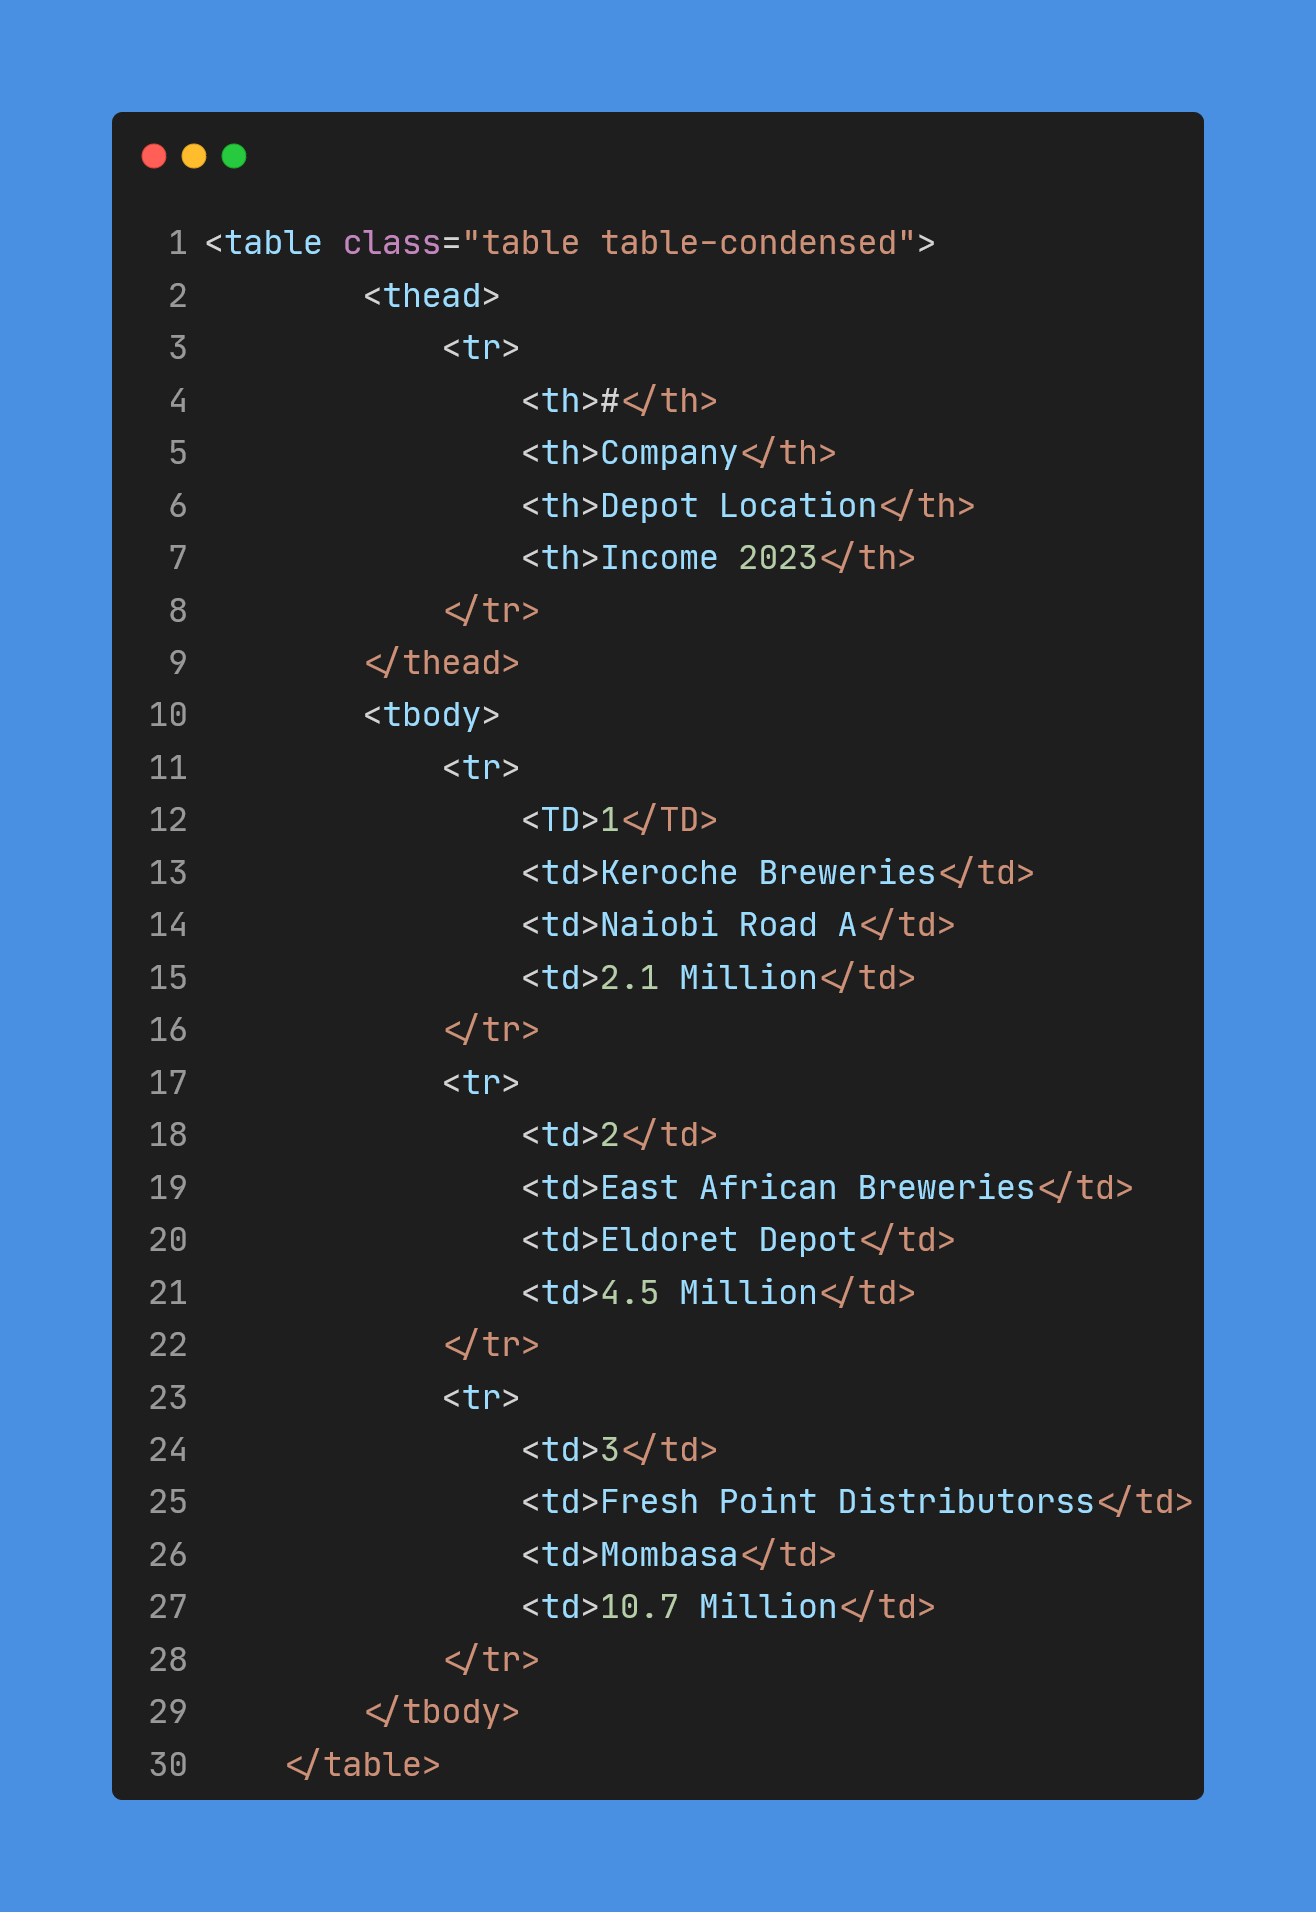 1 <table class="table table-condensed">
2         <thead>
3             <tr>
4                 <th>#</th>
5                 <th>Company</th>
6                 <th>Depot Location</th>
7                 <th>Income 2023</th>
8             </tr>
9         </thead>
10         <tbody>
11             <tr>
12                 <TD>1</TD>
13                 <td>Keroche Breweries</td>
14                 <td>Naiobi Road A</td>
15                 <td>2.1 Million</td>
16             </tr>
17             <tr>
18                 <td>2</td>
19                 <td>East African Breweries</td>
20                 <td>Eldoret Depot</td>
21                 <td>4.5 Million</td>
22             </tr>
23             <tr>
24                 <td>3</td>
25                 <td>Fresh Point Distributorss</td>
26                 <td>Mombasa</td>
27                 <td>10.7 Million</td>
28             </tr>
29         </tbody>
30     </table>